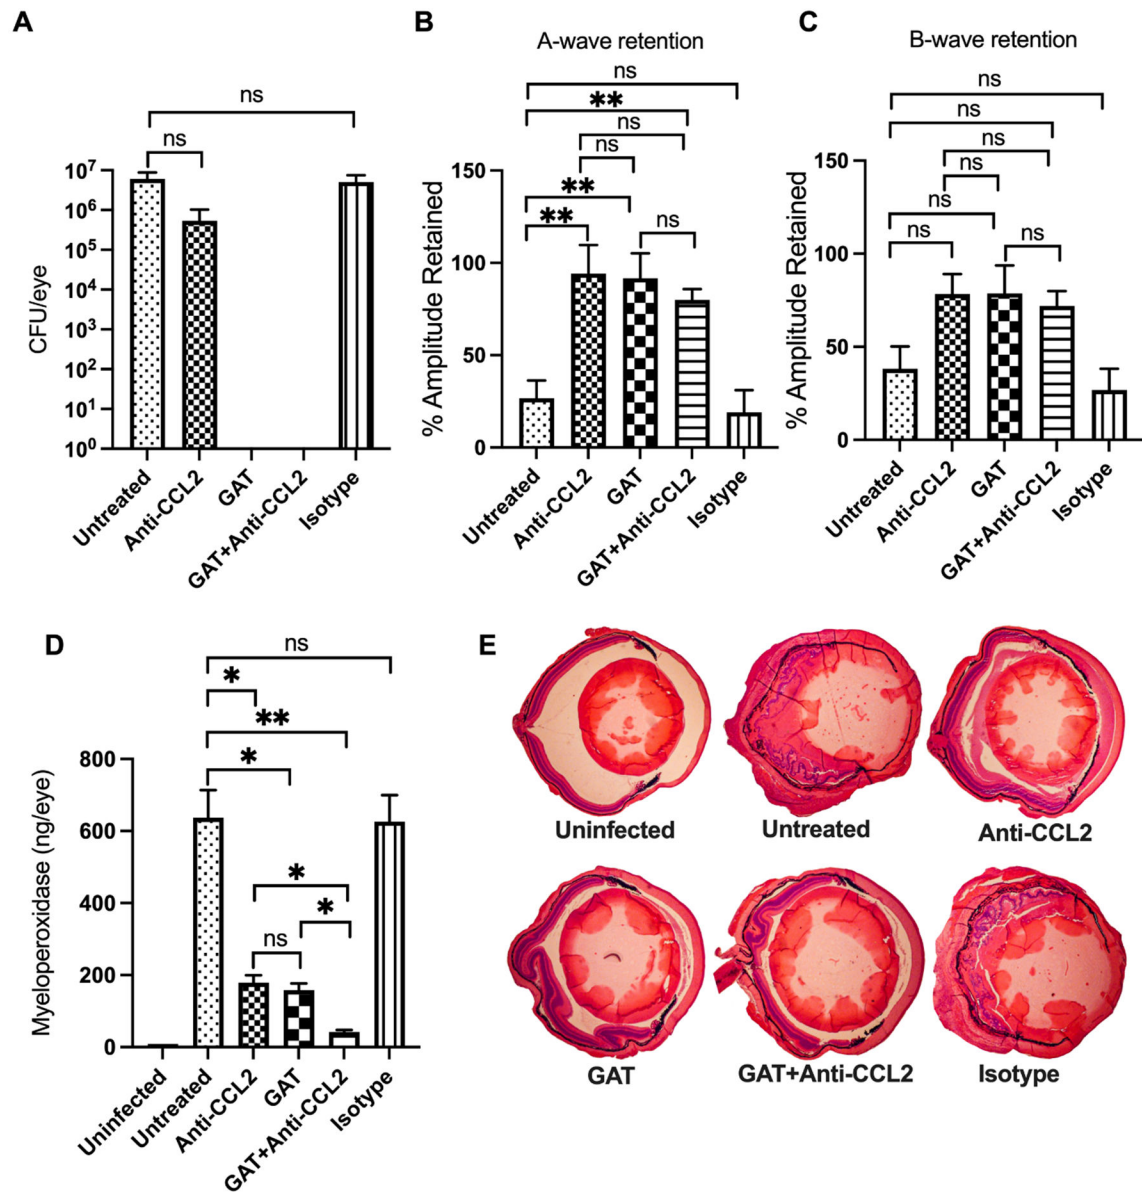 A
ns
ns
10⁷
10⁶
10⁵
10⁴
10³
10²
10¹
10⁰
CFU/eye
Untreated
Anti-CCL2
GAT
GAT+Anti-CCL2
Isotype
B
A-wave retention
ns
**
ns
ns
**
**
ns
150
100
50
0
% Amplitude Retained
Untreated
Anti-CCL2
GAT
GAT+Anti-CCL2
Isotype
C
B-wave retention
ns
ns
ns
ns
ns
ns
ns
150
100
50
0
% Amplitude Retained
Untreated
Anti-CCL2
GAT
GAT+Anti-CCL2
Isotype
D
ns
*
**
*
*
*
ns
800
600
400
200
0
Myeloperoxidase (ng/eye)
Uninfected
Untreated
Anti-CCL2
GAT
GAT+Anti-CCL2
Isotype
E
Uninfected
Untreated
Anti-CCL2
GAT
GAT+Anti-CCL2
Isotype